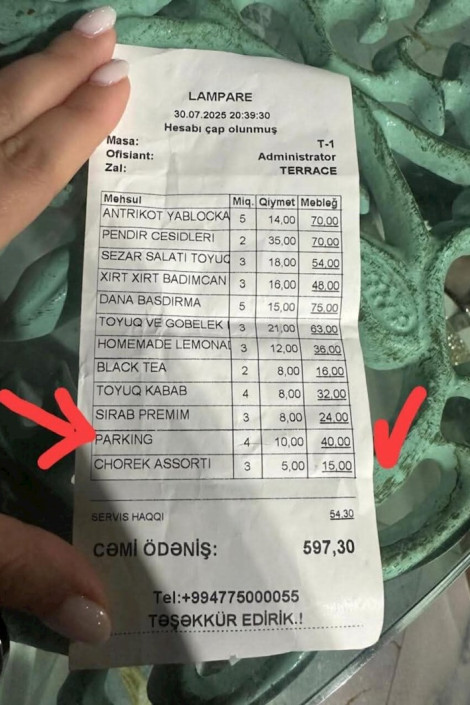 LAMPARE
30.07.2025 20:39:30
Hesabı çap olunmuş
Masa: T-1
Ofisiant: Administrator
Zal: TERRACE
Məhsul Miq. Qiymət Məbləğ
ANTRIKOT YABLOCKA 5 14,00 70,00
PENDIR CESIDLERI 2 35,00 70,00
SEZAR SALATI TOYUQ 3 18,00 54,00
XIRT XIRT BADIMCAN 3 16,00 48,00
DANA BASDIRMA 5 15,00 75,00
TOYUQ VE GOBELEK 3 21,00 63,00
HOMEMADE LEMONA 3 12,00 36,00
BLACK TEA 2 8,00 16,00
TOYUQ KABAB 4 8,00 32,00
SIRAB PREMIM 3 8,00 24,00
PARKING 4 10,00 40,00
CHOREK ASSORTI 3 5,00 15,00
SERVIS HAQQI 54,30
CƏMİ ÖDƏNİŞ: 597,30
Tel:+994775000055
TƏŞƏKKÜR EDİRİK.!